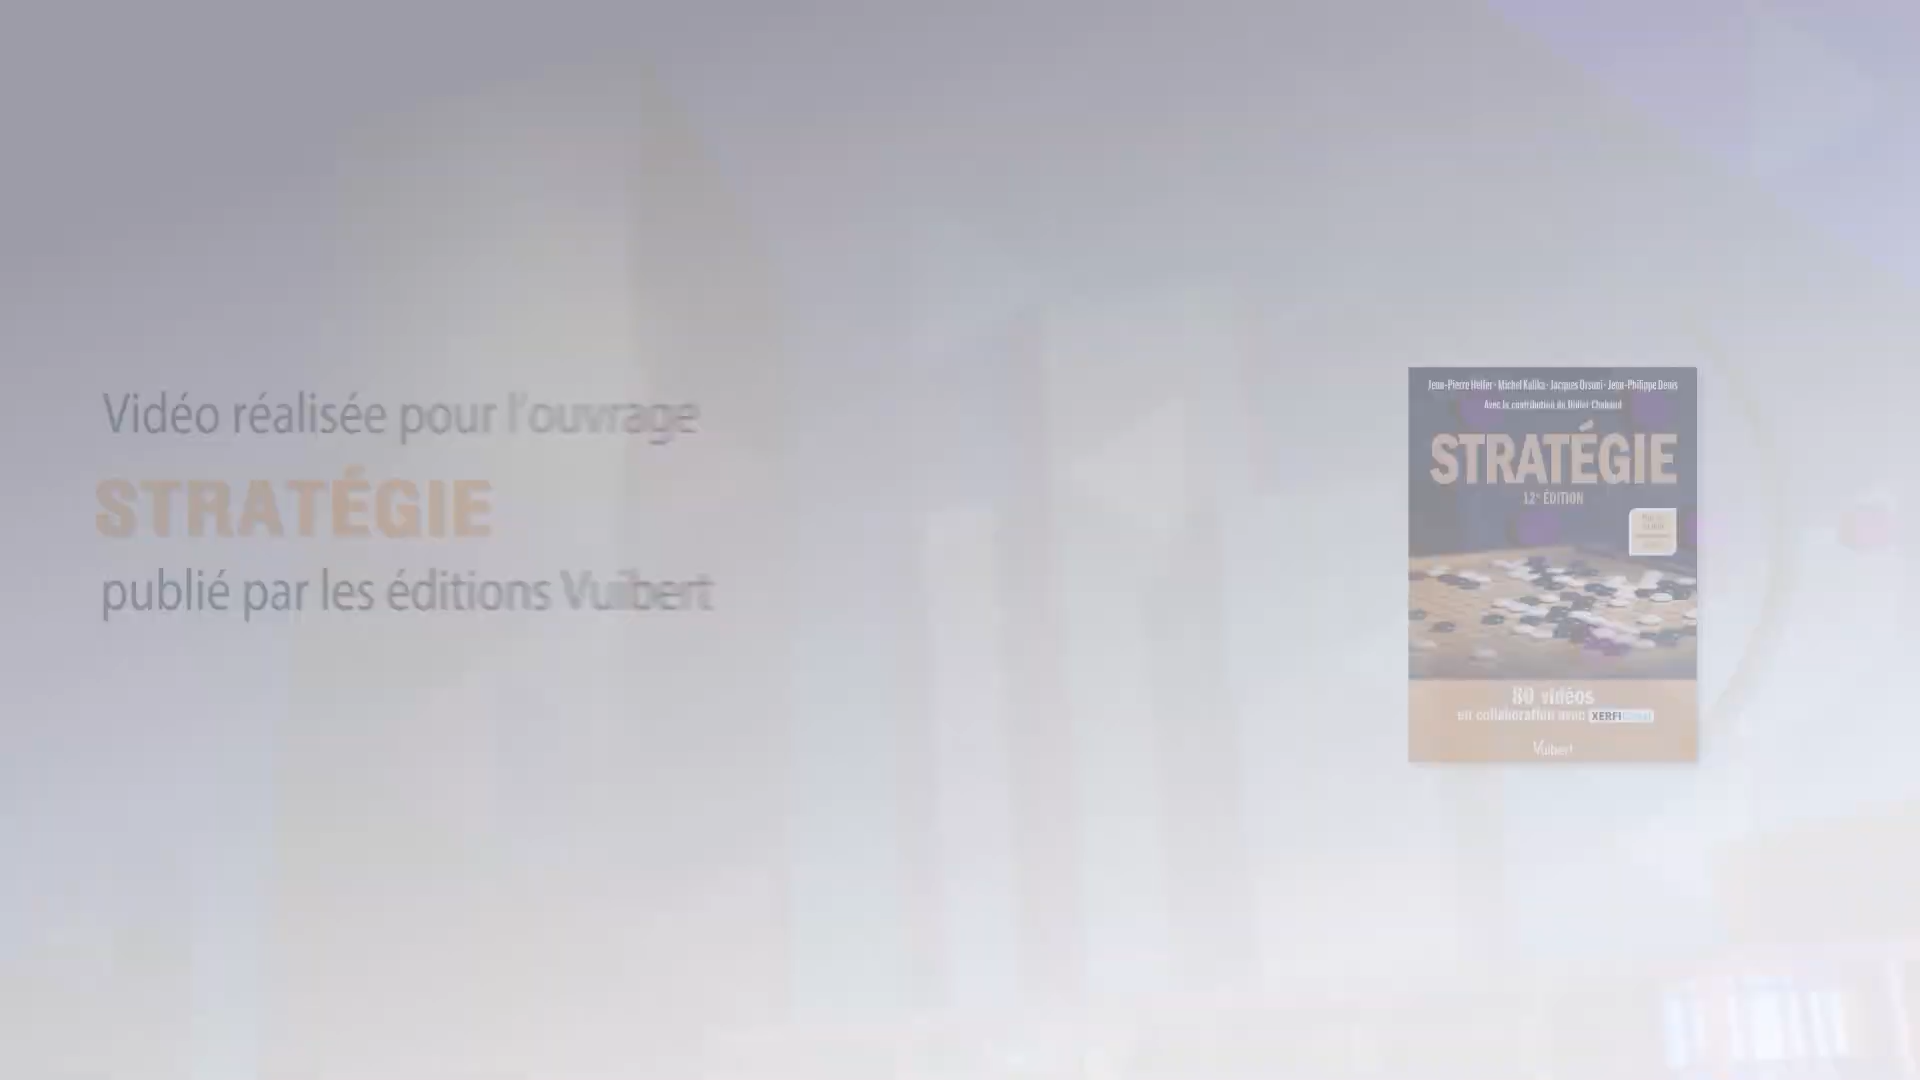 Vidéo réalisée pour l'ouvrage
STRATÉGIE
publié par les éditions Vuibert
Jean-Pierre Helfer · Michel Kalika · Jacques Orsoni · Jean-Philippe Denis
Avec la contribution de Didier Chabaud
STRATÉGIE
12e ÉDITION
80 vidéos
en collaboration avec XERFI Canal
Vuibert